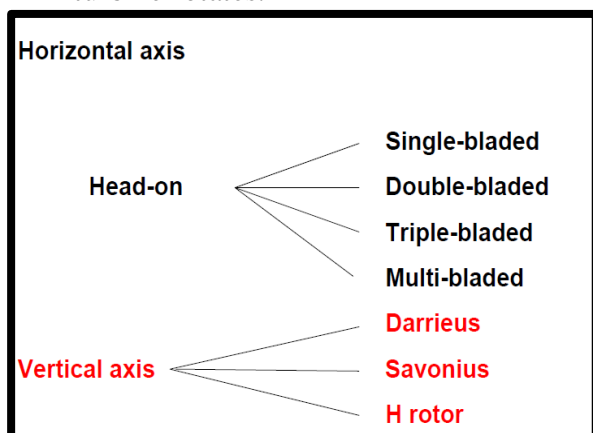 Horizontal axis
Single-bladed
Head-on
Double-bladed
Triple-bladed
Multi-bladed
Darrieus
Vertical axis
Savonius
H rotor